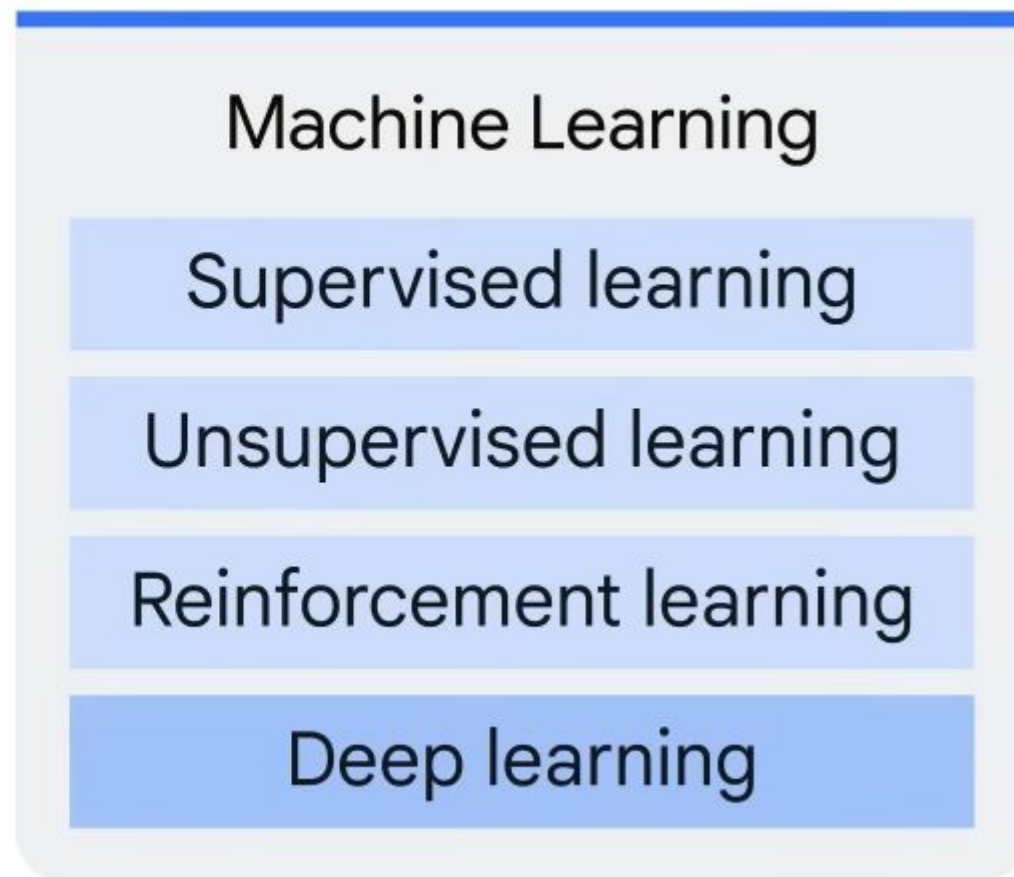 Machine Learning
Supervised learning
Unsupervised learning
Reinforcement learning
Deep learning